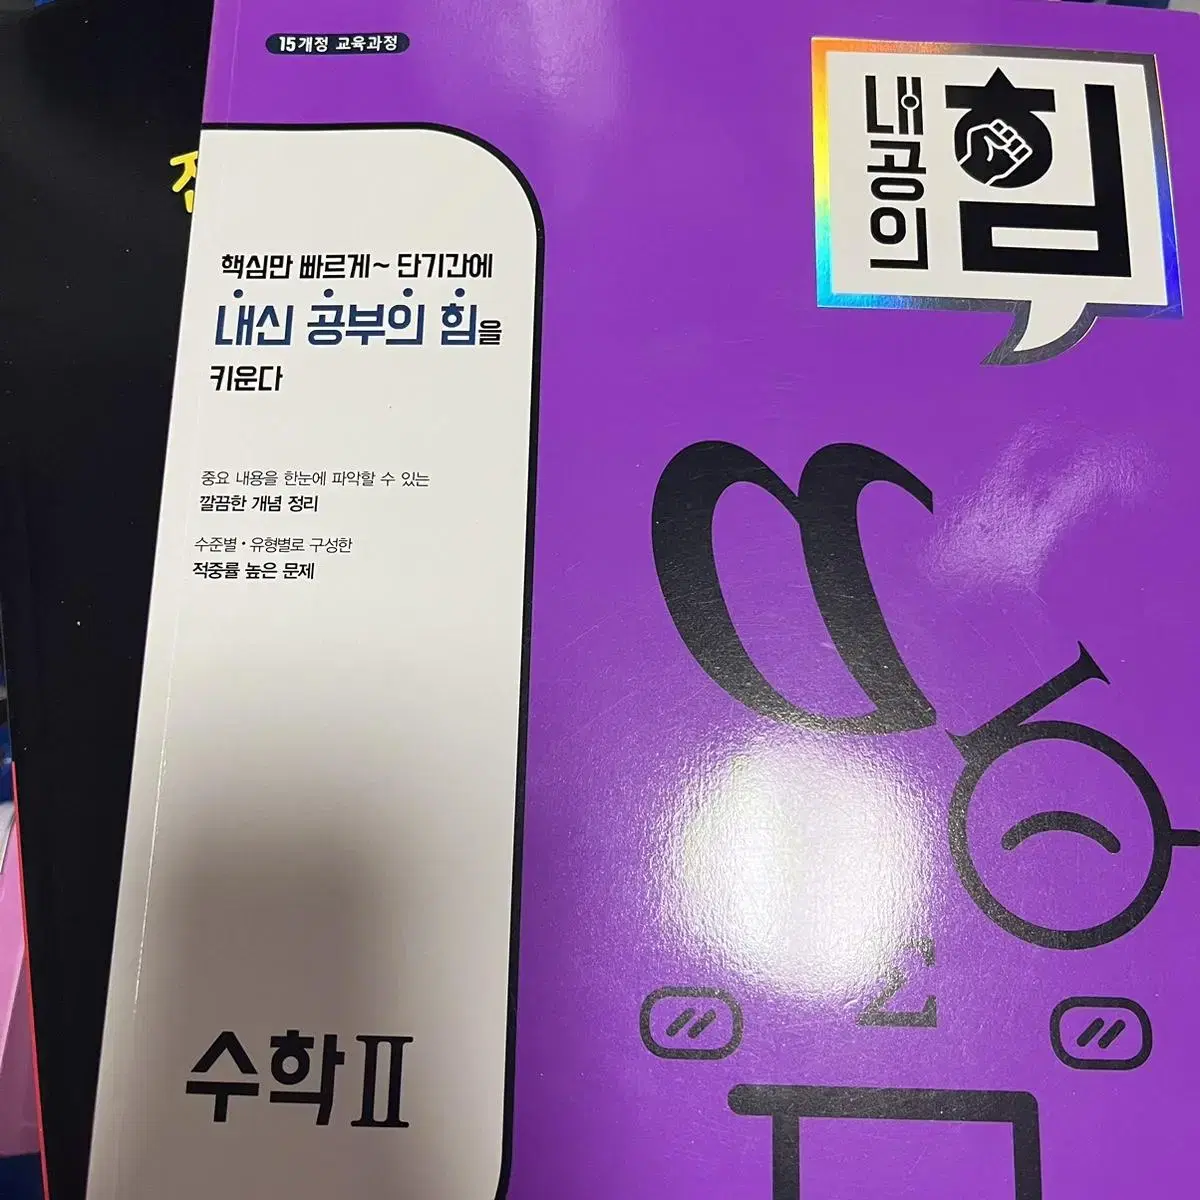 15개정 교육과정
내공의
힘
핵심만 빠르게~ 단기간에
내신 공부의 힘을
키운다
중요 내용을 한눈에 파악할 수 있는
깔끔한 개념 정리
수준별·유형별로 구성한
적중률 높은 문제
Σ
수학Ⅱ